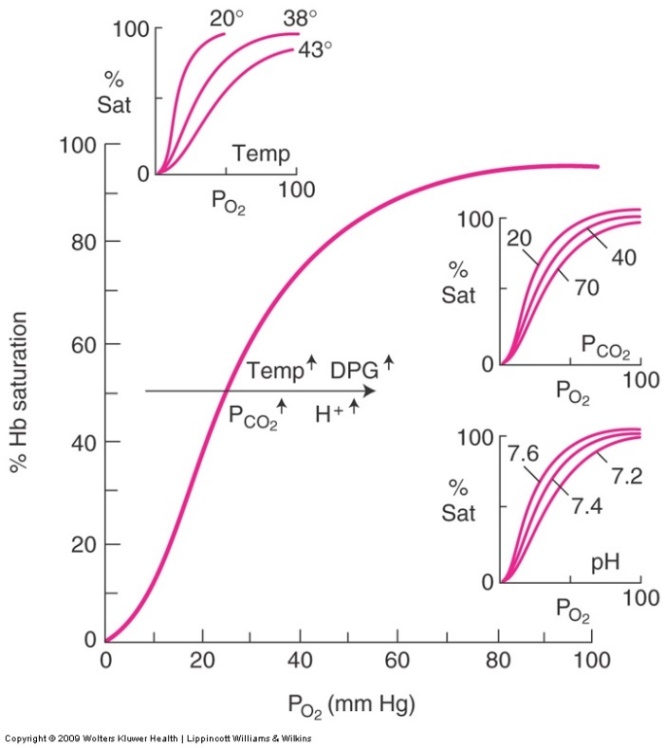 20° 38°
100
43°
%
Sat
Temp
0
100
PO2
100
80
60
40
20
0
% Hb saturation
Temp↑ DPG↑
PCO2↑ H+↑
0 20 40 60 80 100
PO2 (mm Hg)
100
20
40
%
Sat
70
PCO2
0
100
PO2
100
7.6
7.2
%
Sat
7.4
pH
0
100
PO2
Copyright © 2009 Wolters Kluwer Health | Lippincott Williams & Wilkins